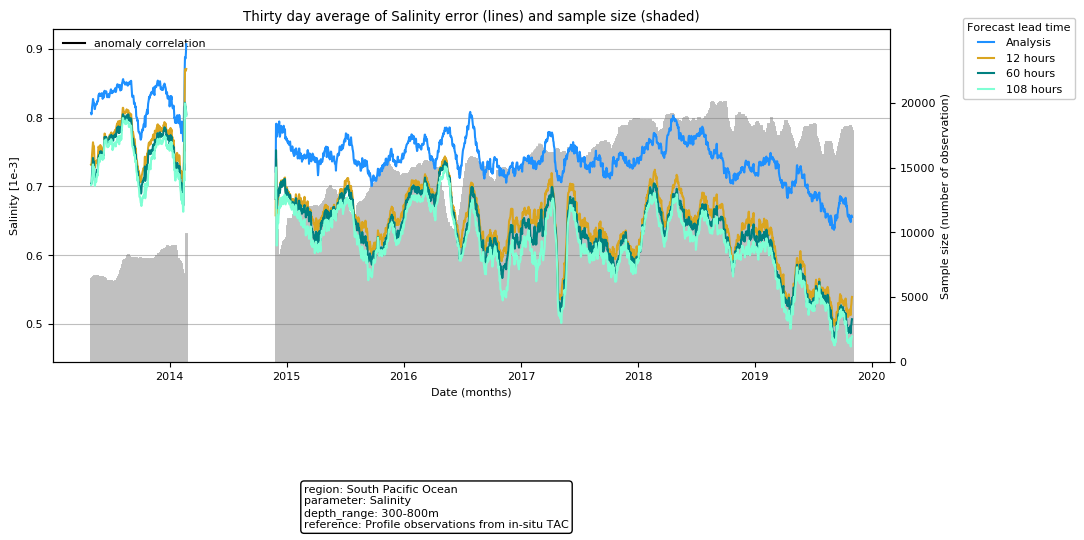 Thirty day average of Salinity error (lines) and sample size (shaded)
anomaly correlation
Forecast lead time
Analysis
12 hours
60 hours
108 hours
Salinity [1e-3]
0.9
0.8
0.7
0.6
0.5
20000
15000
10000
5000
0
Sample size (number of observation)
2014 2015 2016 2017 2018 2019 2020
Date (months)
region: South Pacific Ocean
parameter: Salinity
depth_range: 300-800m
reference: Profile observations from in-situ TAC